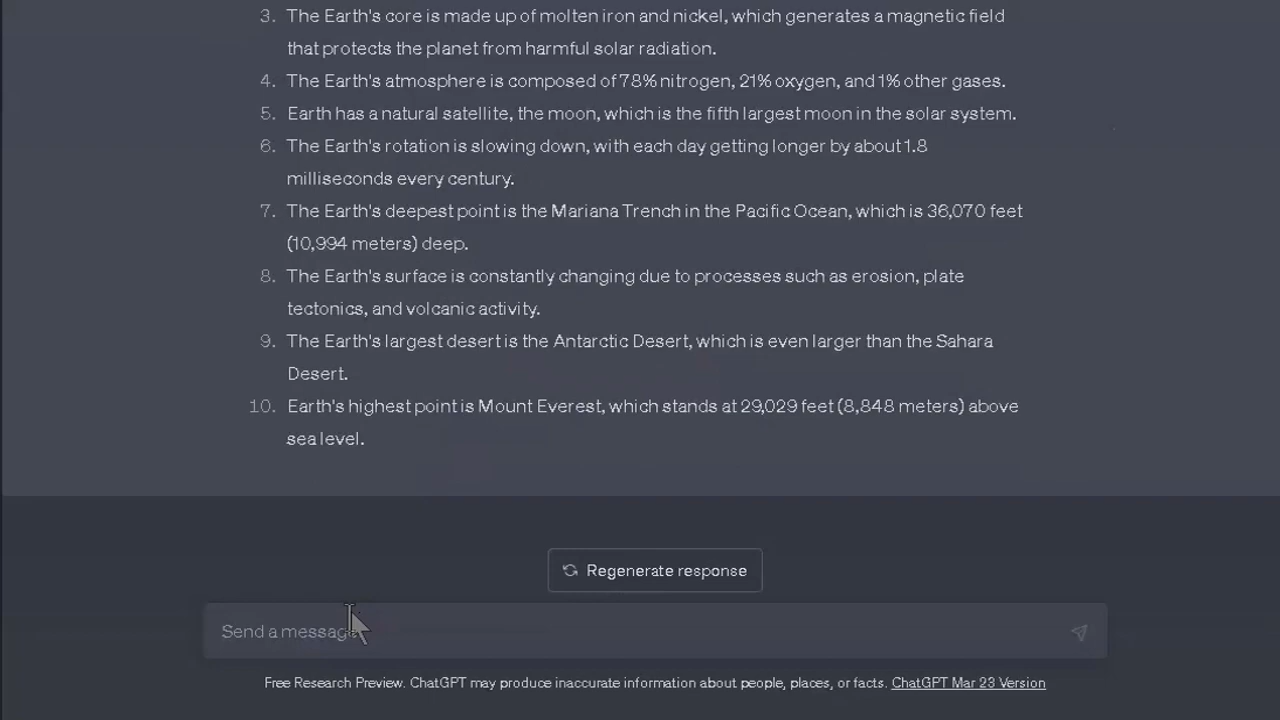 3. The Earth's core is made up of molten iron and nickel, which generates a magnetic field
that protects the planet from harmful solar radiation.
4. The Earth's atmosphere is composed of 78% nitrogen, 21% oxygen, and 1% other gases.
5. Earth has a natural satellite, the moon, which is the fifth largest moon in the solar system.
6. The Earth's rotation is slowing down, with each day getting longer by about 1.8
milliseconds every century.
7. The Earth's deepest point is the Mariana Trench in the Pacific Ocean, which is 36,070 feet
(10,994 meters) deep.
8. The Earth's surface is constantly changing due to processes such as erosion, plate
tectonics, and volcanic activity.
9. The Earth's largest desert is the Antarctic Desert, which is even larger than the Sahara
Desert.
10. Earth's highest point is Mount Everest, which stands at 29,029 feet (8,848 meters) above
sea level.
Regenerate response
Send a message
Free Research Preview. ChatGPT may produce inaccurate information about people, places, or facts. ChatGPT Mar 23 Version